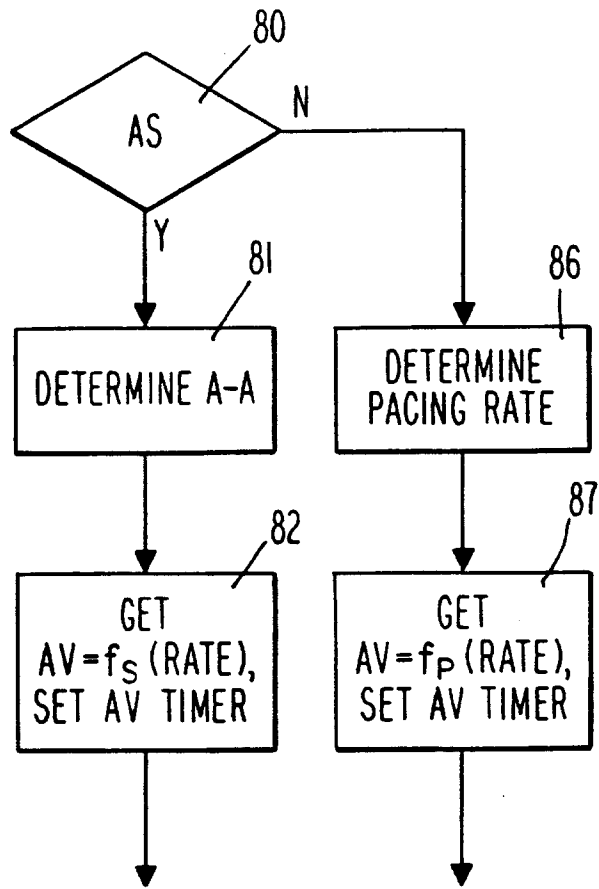 80
AS
N
Y
81
86
DETERMINE A-A
DETERMINE
PACING RATE
82
87
GET
AV=fS (RATE),
SET AV TIMER
GET
AV=fP (RATE),
SET AV TIMER